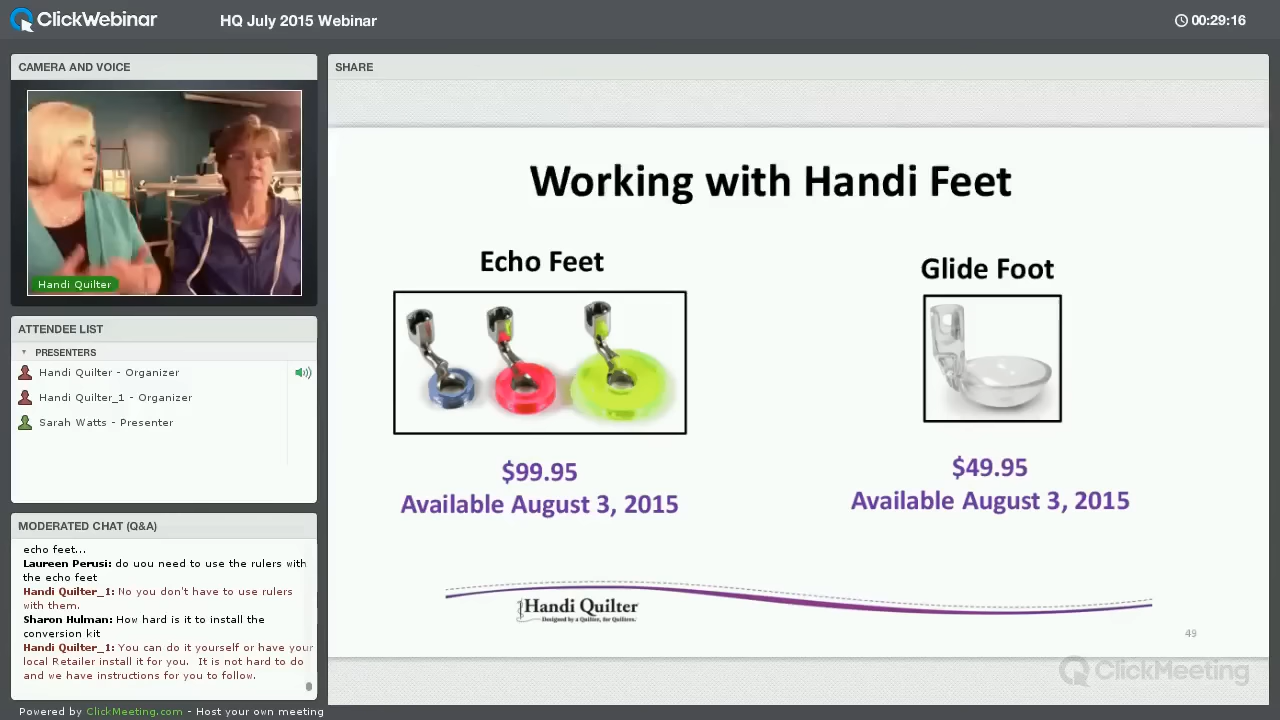 ClickWebinar
HQ July 2015 Webinar
00:29:16
CAMERA AND VOICE
Handi Quilter
ATTENDEE LIST
PRESENTERS
Handi Quilter - Organizer
Handi Quilter_1 - Organizer
Sarah Watts - Presenter
MODERATED CHAT (Q&A)
echo feet...
Laureen Perusi: do uou need to use the rulers with
the echo feet
Handi Quilter_1: No you don't have to use rulers
with them.
Sharon Hulman: How hard is it to install the
conversion kit
Handi Quilter_1: You can do it yourself or have your
local Retailer install it for you. It is not hard to do
and we have instructions for you to follow.
Powered by ClickMeeting.com - Host your own meeting
SHARE
Working with Handi Feet
Echo Feet
$99.95
Available August 3, 2015
Glide Foot
$49.95
Available August 3, 2015
Handi Quilter
Designed by a Quilter, for Quilters.
49
ClickMeeting